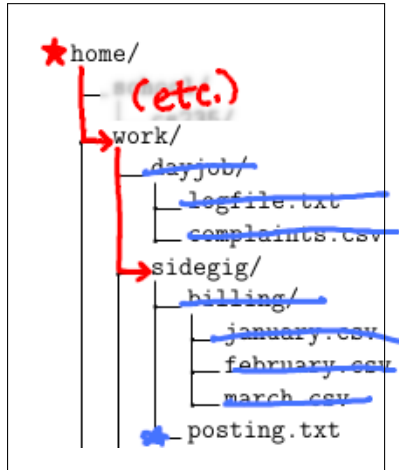 home/
(etc.)
work/
dayjob/
logfile.txt
complaints.csv
sidegig/
billing/
january.csv
february.csv
march.csv
posting.txt